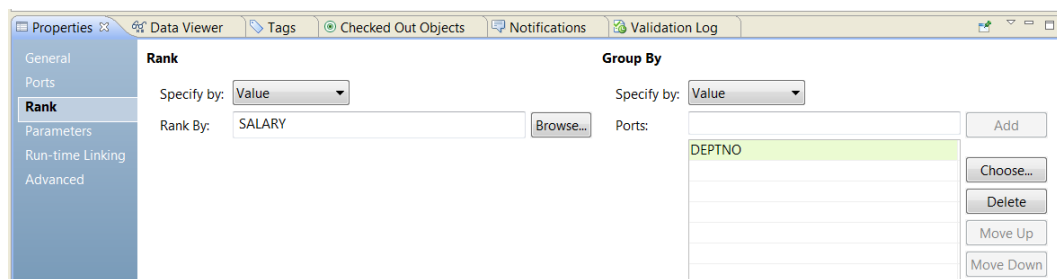 Properties Data Viewer Tags Checked Out Objects Notifications Validation Log
General
Ports
Rank
Parameters
Run-time Linking
Advanced
Rank
Specify by: Value
Rank By: SALARY Browse...
Group By
Specify by: Value
Ports: Add
DEPTNO
Choose...
Delete
Move Up
Move Down